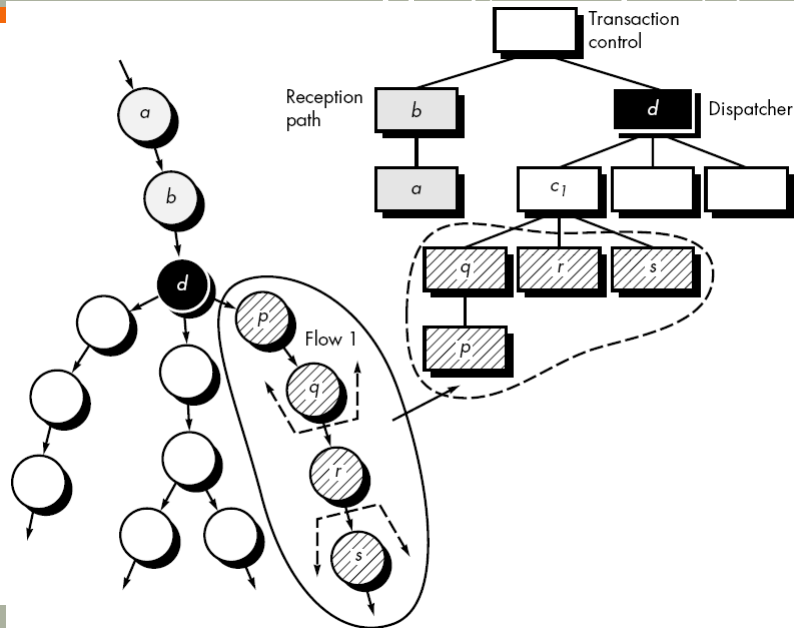 Transaction
control
Reception
path
b
d
Dispatcher
a
c1
q
r
s
p
a
b
d
p
Flow 1
q
r
s